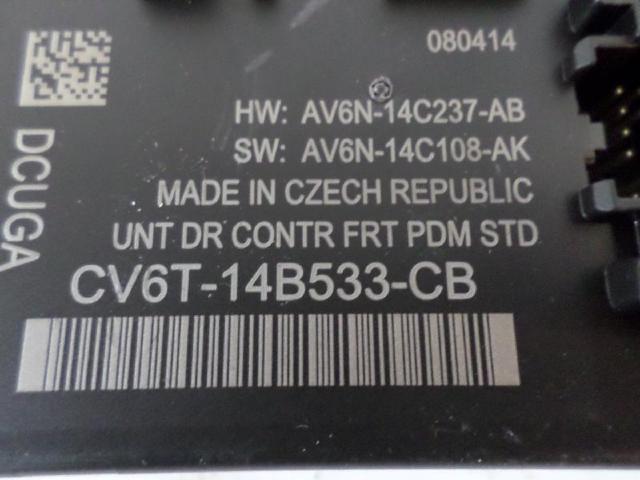 080414
HW: AV6N-14C237-AB
SW: AV6N-14C108-AK
MADE IN CZECH REPUBLIC
UNT DR CONTR FRT PDM STD
CV6T-14B533-CB
DCUGA